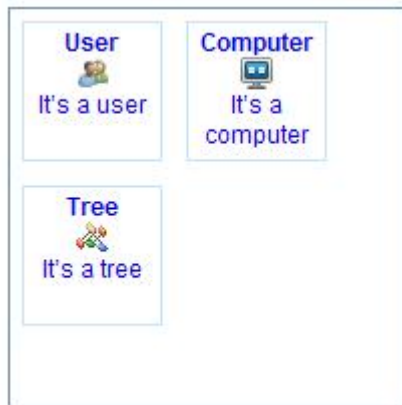 User
It's a user
Computer
It's a
computer
Tree
It's a tree